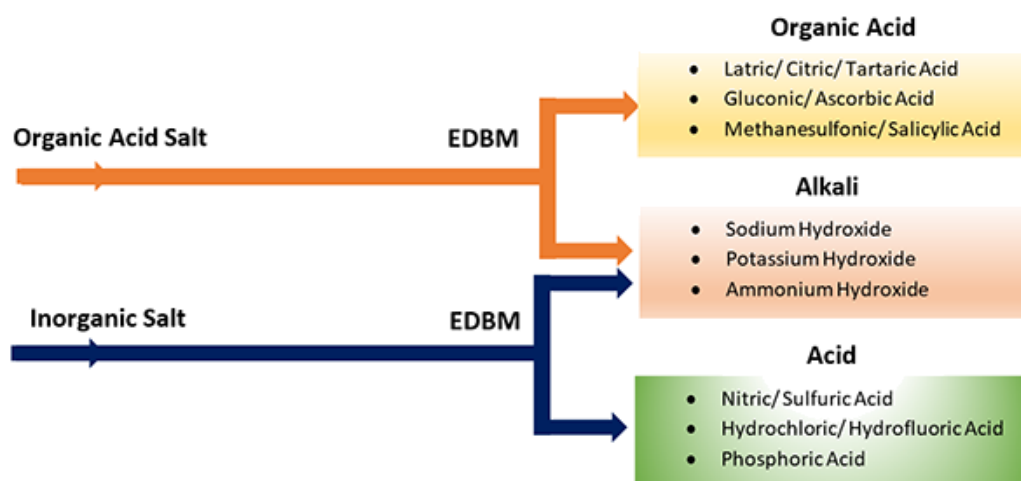 Organic Acid
• Latric/ Citric/ Tartaric Acid
• Gluconic/ Ascorbic Acid
• Methanesulfonic/ Salicylic Acid
Organic Acid Salt
EDBM
Alkali
• Sodium Hydroxide
• Potassium Hydroxide
• Ammonium Hydroxide
Inorganic Salt
EDBM
Acid
• Nitric/ Sulfuric Acid
• Hydrochloric/ Hydrofluoric Acid
• Phosphoric Acid